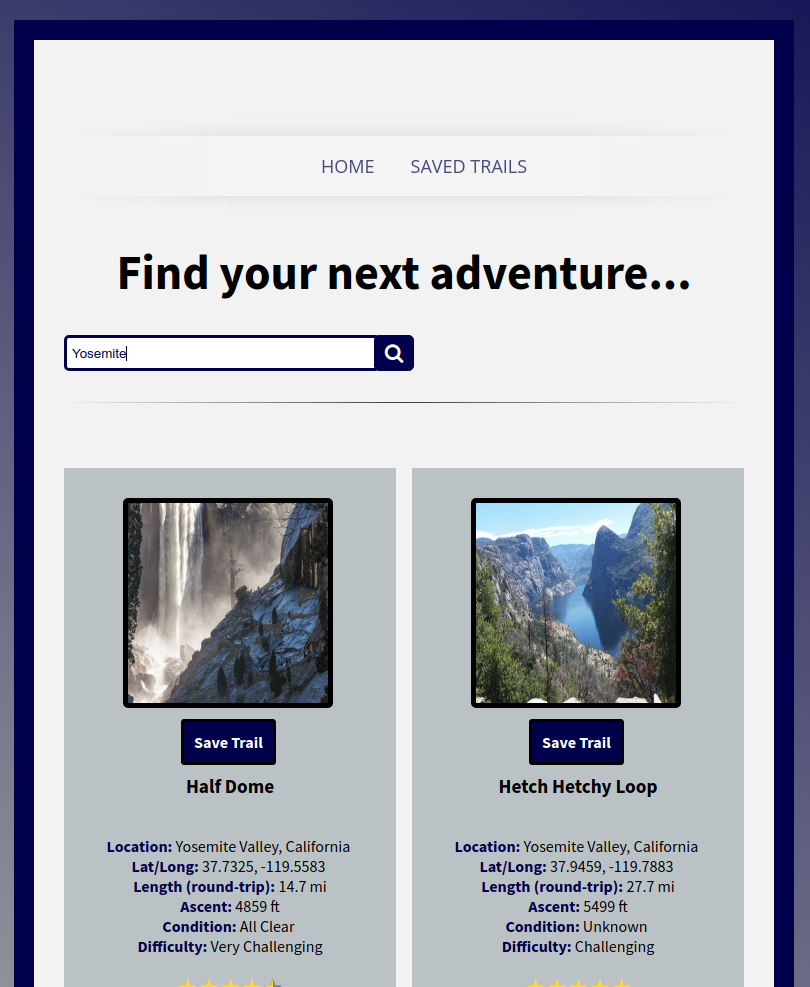 HOME SAVED TRAILS
Find your next adventure...
Yosemite
Save Trail
Half Dome
Location: Yosemite Valley, California
Lat/Long: 37.7325, -119.5583
Length (round-trip): 14.7 mi
Ascent: 4859 ft
Condition: All Clear
Difficulty: Very Challenging
Save Trail
Hetch Hetchy Loop
Location: Yosemite Valley, California
Lat/Long: 37.9459, -119.7883
Length (round-trip): 27.7 mi
Ascent: 5499 ft
Condition: Unknown
Difficulty: Challenging